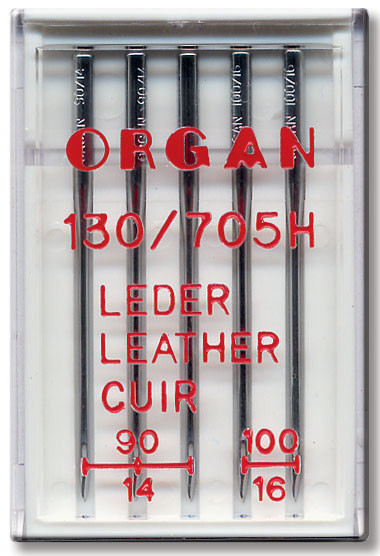 ORGAN
130/705H
LEDER
LEATHER
CUIR
90 100
14 16